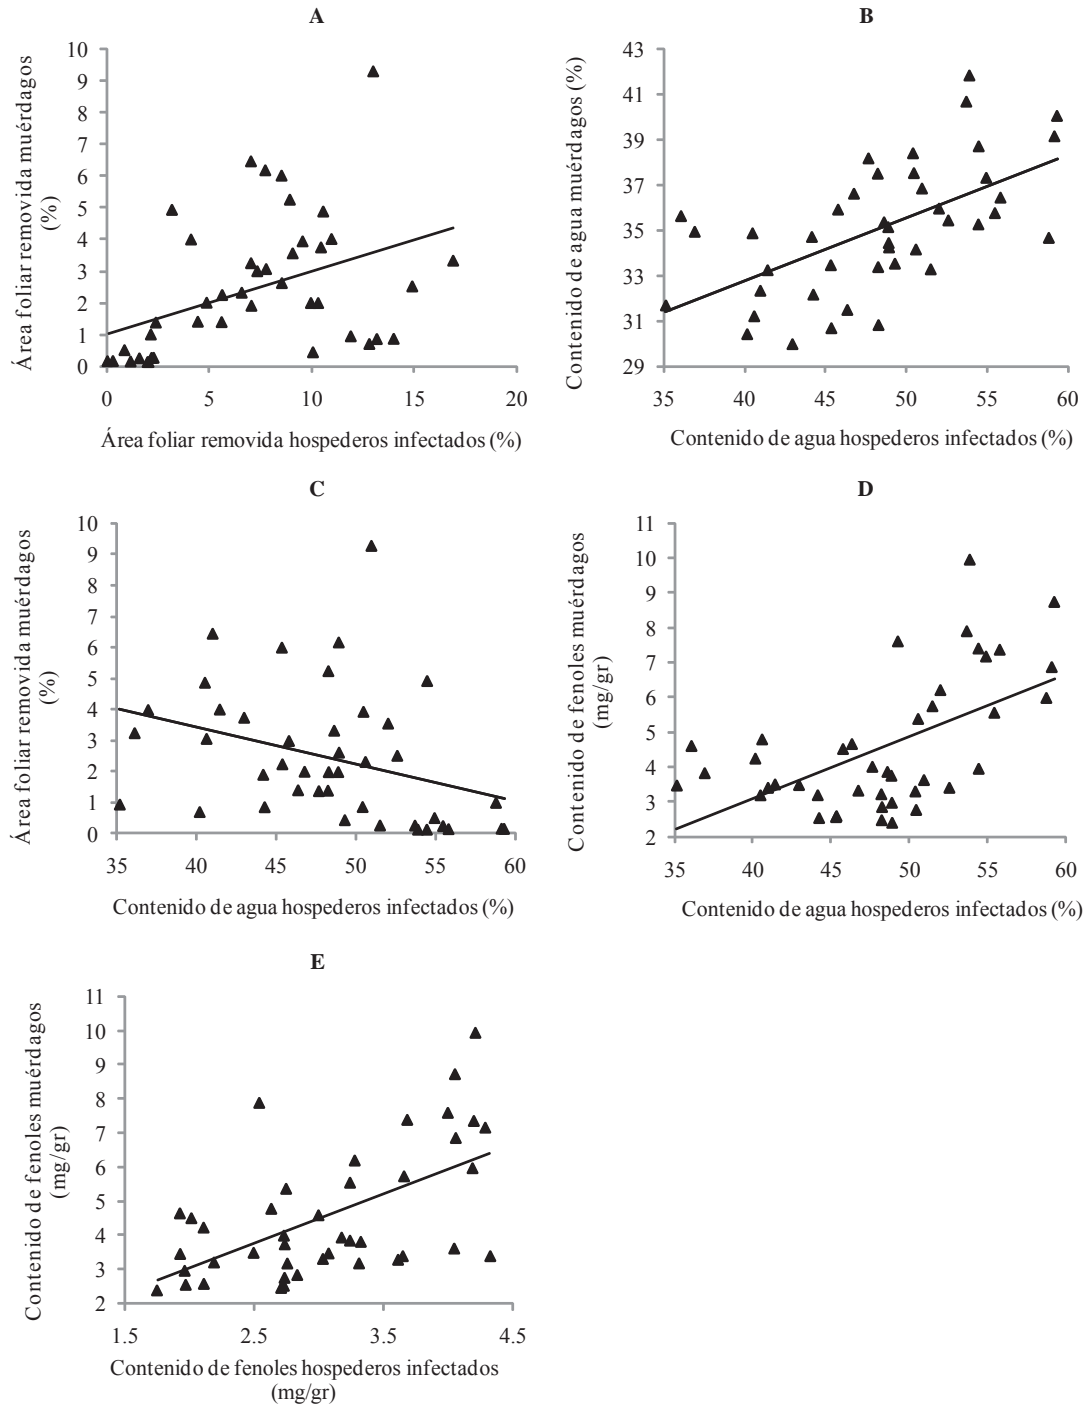 A
Área foliar removida muérdagos
(%)
10
9
8
7
6
5
4
3
2
1
0
0 5 10 15 20
Área foliar removida hospederos infectados (%)
B
Contenido de agua muérdagos (%)
43
41
39
37
35
33
31
29
35 40 45 50 55 60
Contenido de agua hospederos infectados (%)
C
Área foliar removida muérdagos
(%)
10
9
8
7
6
5
4
3
2
1
0
35 40 45 50 55 60
Contenido de agua hospederos infectados (%)
D
Contenido de fenoles muérdagos
(mg/gr)
11
10
9
8
7
6
5
4
3
2
35 40 45 50 55 60
Contenido de agua hospederos infectados (%)
E
Contenido de fenoles muérdagos
(mg/gr)
11
10
9
8
7
6
5
4
3
2
1.5 2.5 3.5 4.5
Contenido de fenoles hospederos infectados
(mg/gr)